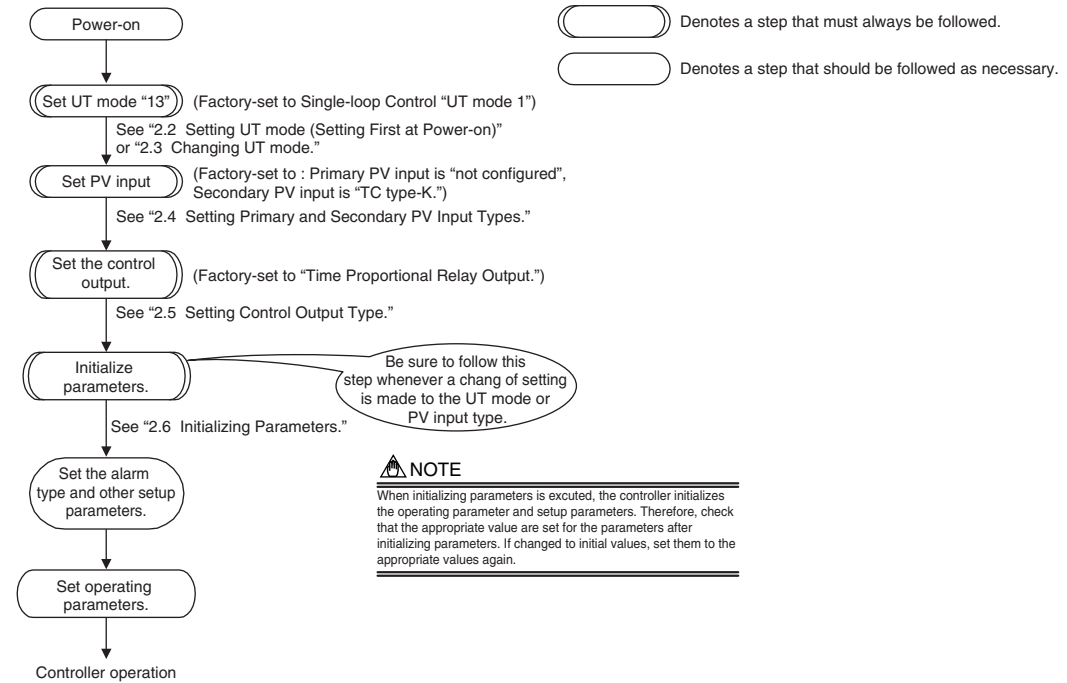 Power-on
Denotes a step that must always be followed.
Denotes a step that should be followed as necessary.
Set UT mode “13”
(Factory-set to Single-loop Control “UT mode 1”)
See “2.2 Setting UT mode (Setting First at Power-on)”
or “2.3 Changing UT mode.”
Set PV input
(Factory-set to : Primary PV input is “not configured”,
Secondary PV input is “TC type-K.”)
See “2.4 Setting Primary and Secondary PV Input Types.”
Set the control
output.
(Factory-set to “Time Proportional Relay Output.”)
See “2.5 Setting Control Output Type.”
Initialize
parameters.
Be sure to follow this
step whenever a chang of setting
is made to the UT mode or
PV input type.
See “2.6 Initializing Parameters.”
Set the alarm
type and other setup
parameters.
NOTE
When initializing parameters is excuted, the controller initializes
the operating parameter and setup parameters. Therefore, check
that the appropriate value are set for the parameters after
initializing parameters. If changed to initial values, set them to the
appropriate values again.
Set operating
parameters.
Controller operation